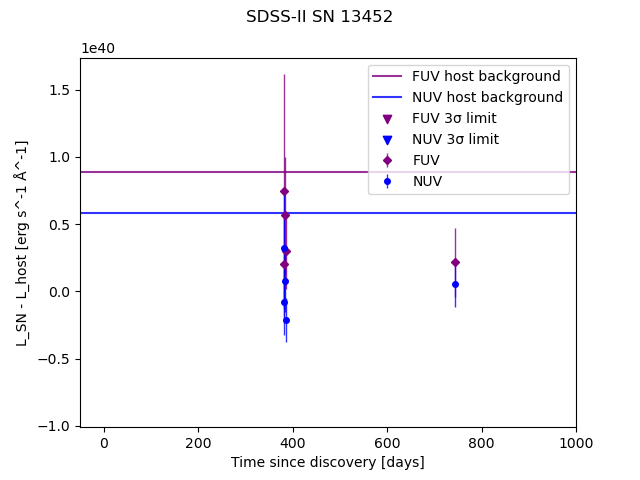 SDSS-II SN 13452
1e40
FUV host background
NUV host background
FUV 3σ limit
NUV 3σ limit
FUV
NUV
1.5
1.0
0.5
0.0
−0.5
−1.0
L_SN - L_host [erg s^-1 Å^-1]
0 200 400 600 800 1000
Time since discovery [days]